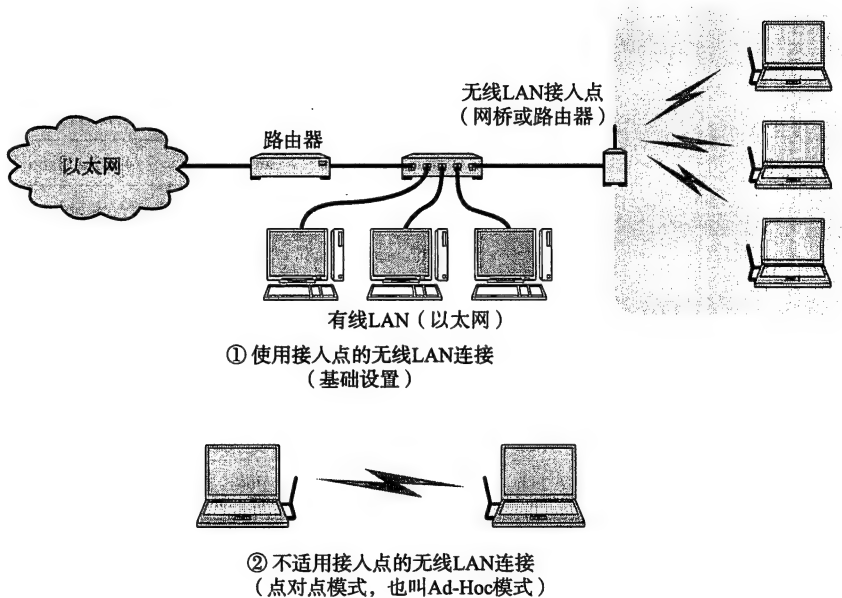 无线LAN接入点
（网桥或路由器）
路由器
以太网
有线LAN（以太网）
① 使用接入点的无线LAN连接
（基础设置）
② 不适用接入点的无线LAN连接
（点对点模式，也叫Ad-Hoc模式）